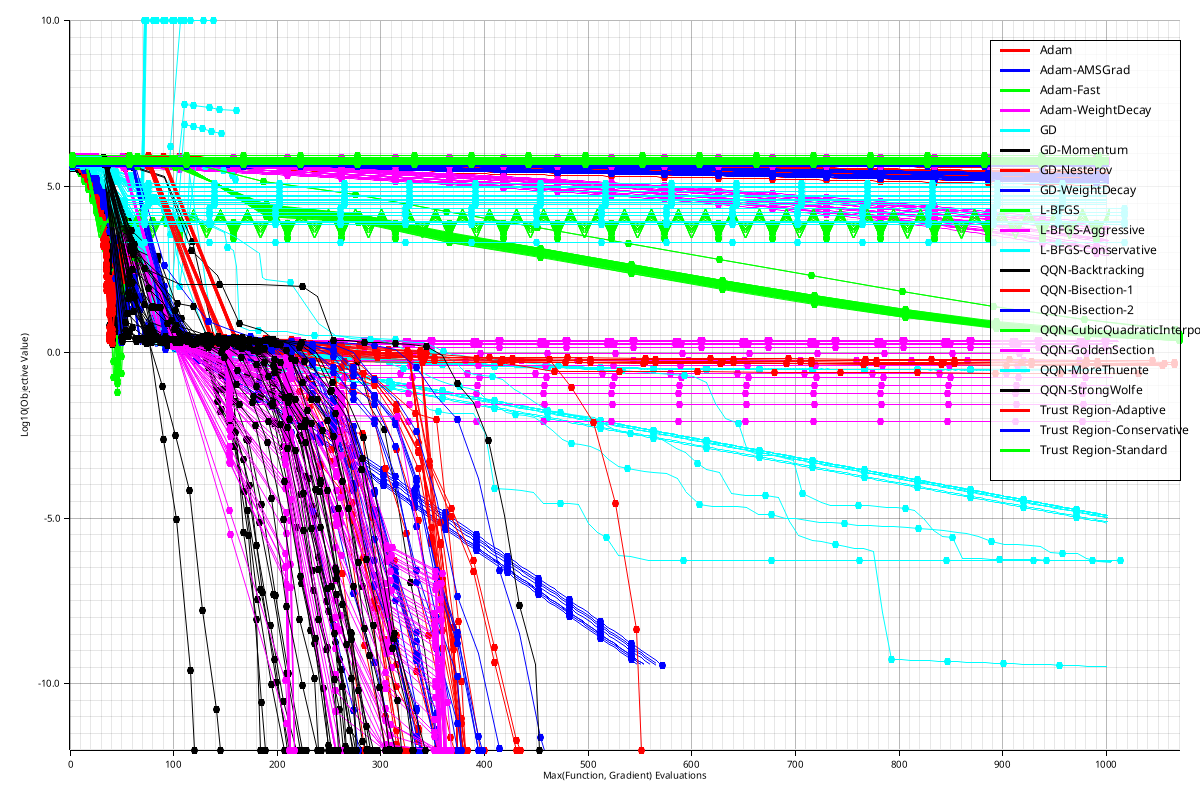 10.0
5.0
0.0
-5.0
-10.0
Log10(Objective Value)
0
100
200
300
400
500
600
700
800
900
1000
Max(Function, Gradient) Evaluations
Adam
Adam-AMSGrad
Adam-Fast
Adam-WeightDecay
GD
GD-Momentum
GD-Nesterov
GD-WeightDecay
L-BFGS
L-BFGS-Aggressive
L-BFGS-Conservative
QQN-Backtracking
QQN-Bisection-1
QQN-Bisection-2
QQN-CubicQuadraticInterpo
QQN-GoldenSection
QQN-MoreThuente
QQN-StrongWolfe
Trust Region-Adaptive
Trust Region-Conservative
Trust Region-Standard